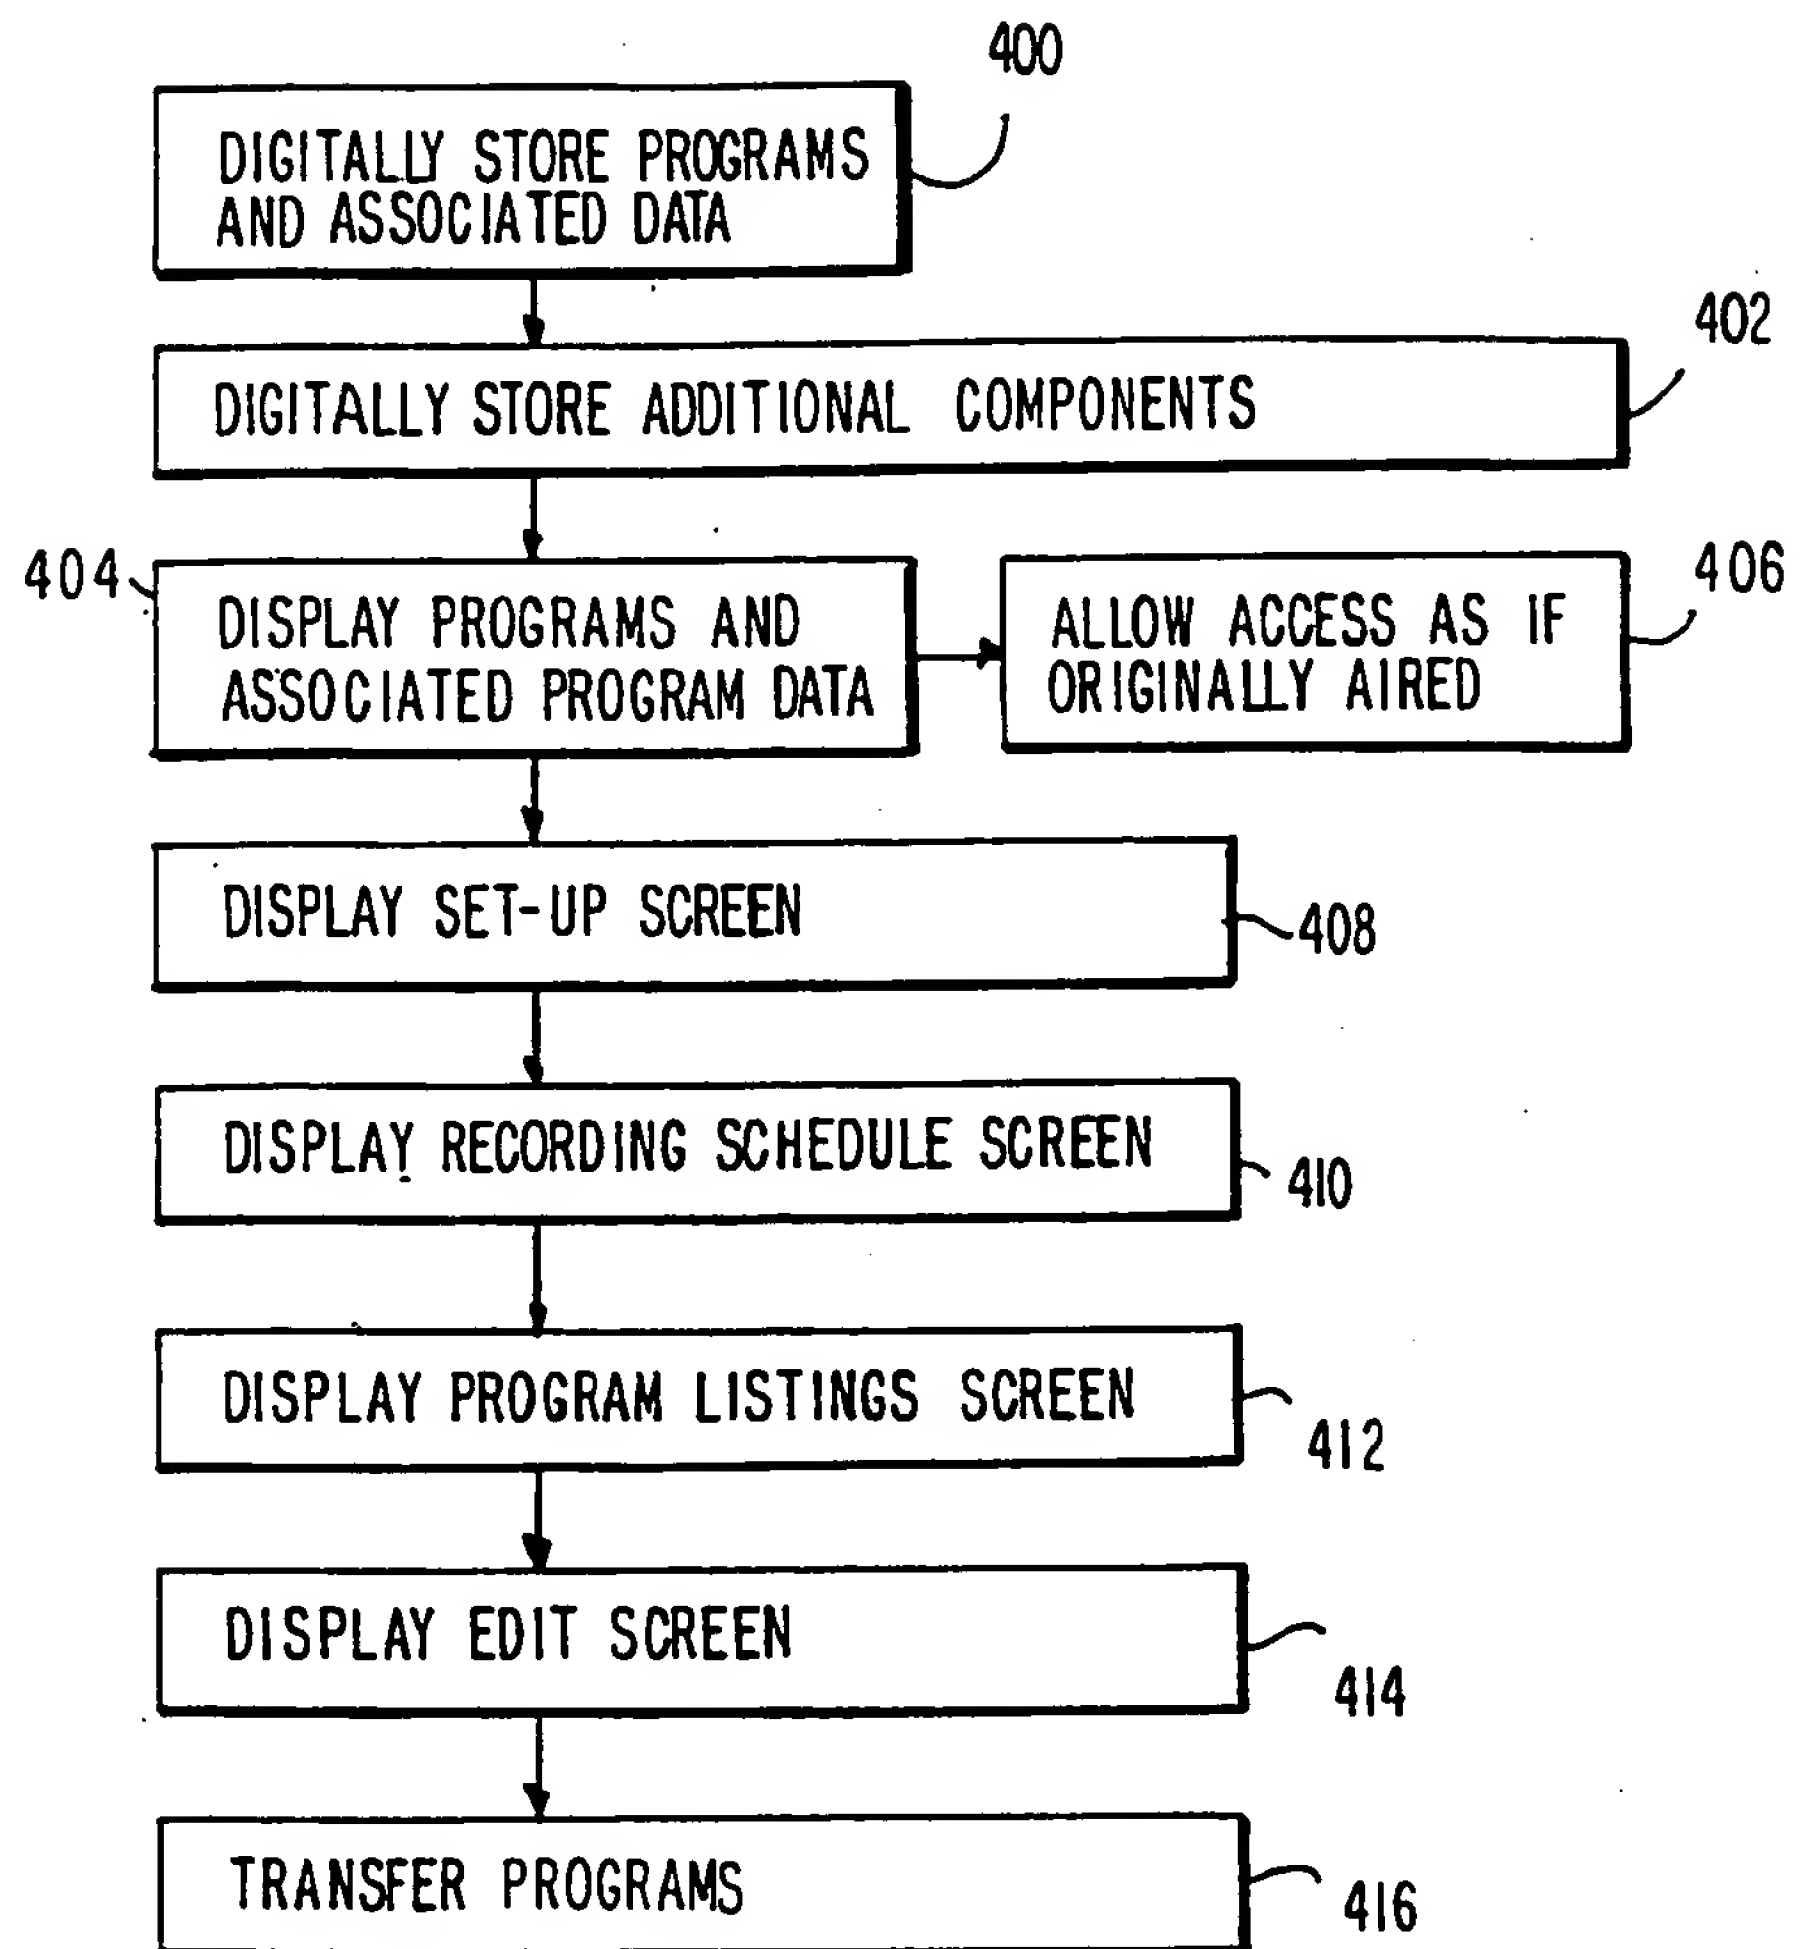 400
DIGITALLY STORE PROGRAMS
AND ASSOCIATED DATA
402
DIGITALLY STORE ADDITIONAL COMPONENTS
404
DISPLAY PROGRAMS AND
ASSOCIATED PROGRAM DATA
406
ALLOW ACCESS AS IF
ORIGINALLY AIRED
DISPLAY SET-UP SCREEN
408
DISPLAY RECORDING SCHEDULE SCREEN
410
DISPLAY PROGRAM LISTINGS SCREEN
412
DISPLAY EDIT SCREEN
414
TRANSFER PROGRAMS
416